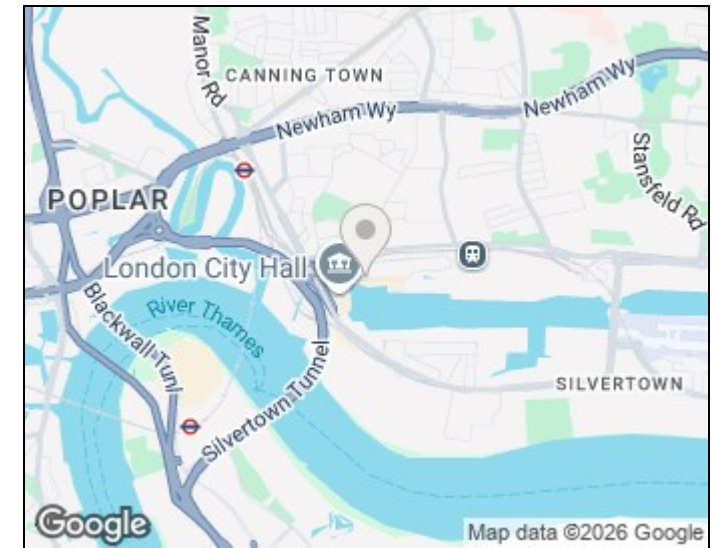 Manor Rd
CANNING TOWN
Newham Wy
Newham Wy
Stansfeld Rd
POPLAR
London City Hall
River Thames
Blackwall Tunl
Silvertown Tunnel
SILVERTOWN
Google
Map data ©2026 Google